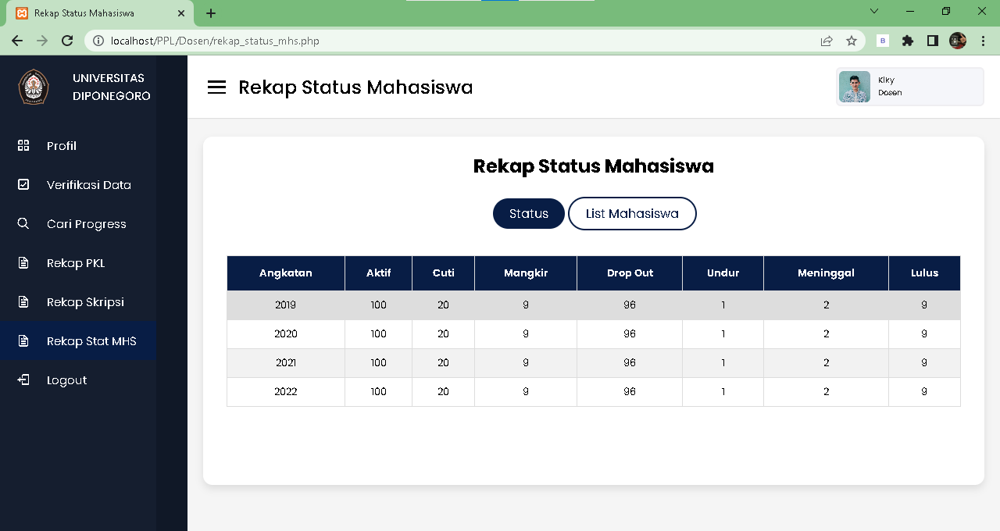 Rekap Status Mahasiswa
localhost/PPL/Dosen/rekap_status_mhs.php
B
UNIVERSITAS
DIPONEGORO
Rekap Status Mahasiswa
Kiky
Dosen
Profil
Verifikasi Data
Cari Progress
Rekap PKL
Rekap Skripsi
Rekap Stat MHS
Logout
Rekap Status Mahasiswa
Status List Mahasiswa
Angkatan Aktif Cuti Mangkir Drop Out Undur Meninggal Lulus
2019 100 20 9 96 1 2 9
2020 100 20 9 96 1 2 9
2021 100 20 9 96 1 2 9
2022 100 20 9 96 1 2 9